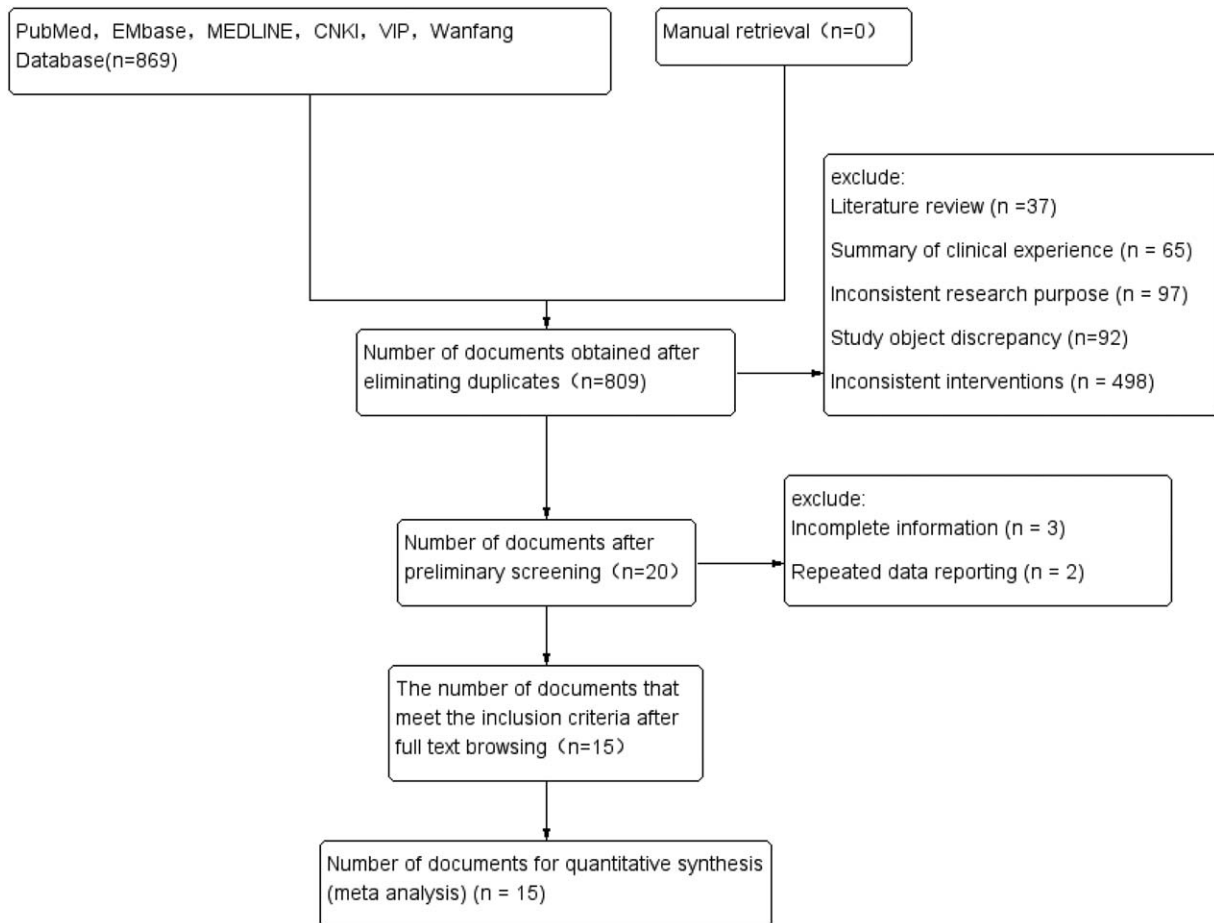 PubMed，EMbase，MEDLINE，CNKI，VIP，Wanfang
Database(n=869)
Manual retrieval（n=0）
exclude:
Literature review (n =37)
Summary of clinical experience (n = 65)
Inconsistent research purpose (n = 97)
Study object discrepancy (n=92)
Inconsistent interventions (n = 498)
Number of documents obtained after
eliminating duplicates（n=809)
exclude:
Incomplete information (n = 3)
Repeated data reporting (n = 2)
Number of documents after
preliminary screening（n=20）
The number of documents that
meet the inclusion criteria after
full text browsing（n=15）
Number of documents for quantitative synthesis
(meta analysis) (n = 15)